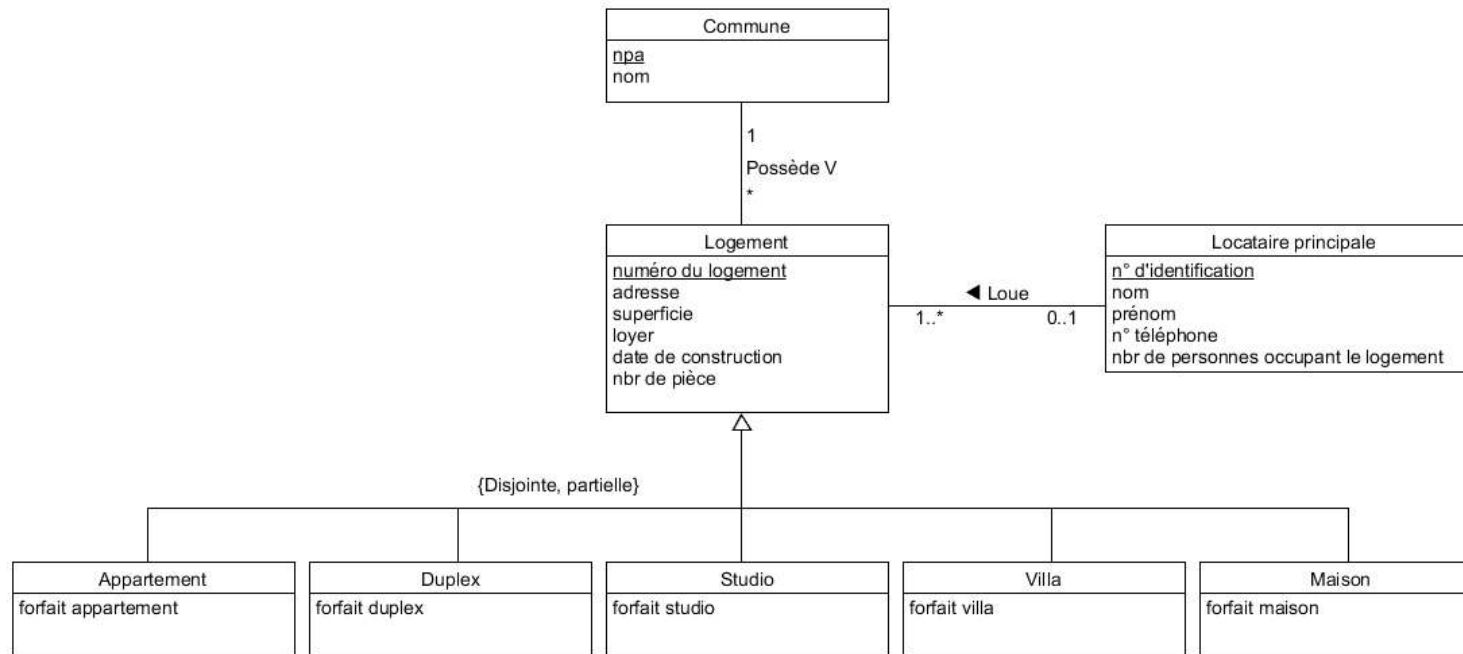 Commune
npa
nom
1
Possède V
*
Logement
numéro du logement
adresse
superficie
loyer
date de construction
nbr de pièce
◄ Loue
1..*
0..1
Locataire principale
n° d'identification
nom
prénom
n° téléphone
nbr de personnes occupant le logement
{Disjointe, partielle}
Appartement
forfait appartement
Duplex
forfait duplex
Studio
forfait studio
Villa
forfait villa
Maison
forfait maison